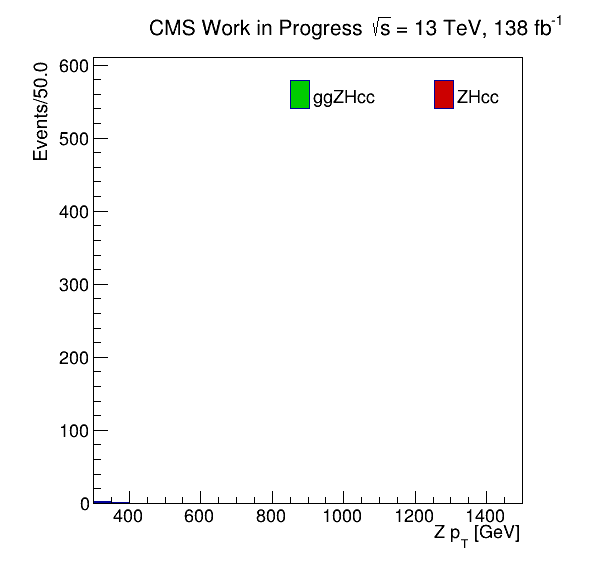 CMS Work in Progress √s = 13 TeV, 138 fb⁻¹
Events/50.0
600
500
400
300
200
100
0
ggZHcc
ZHcc
400 600 800 1000 1200 1400
Z p_T [GeV]